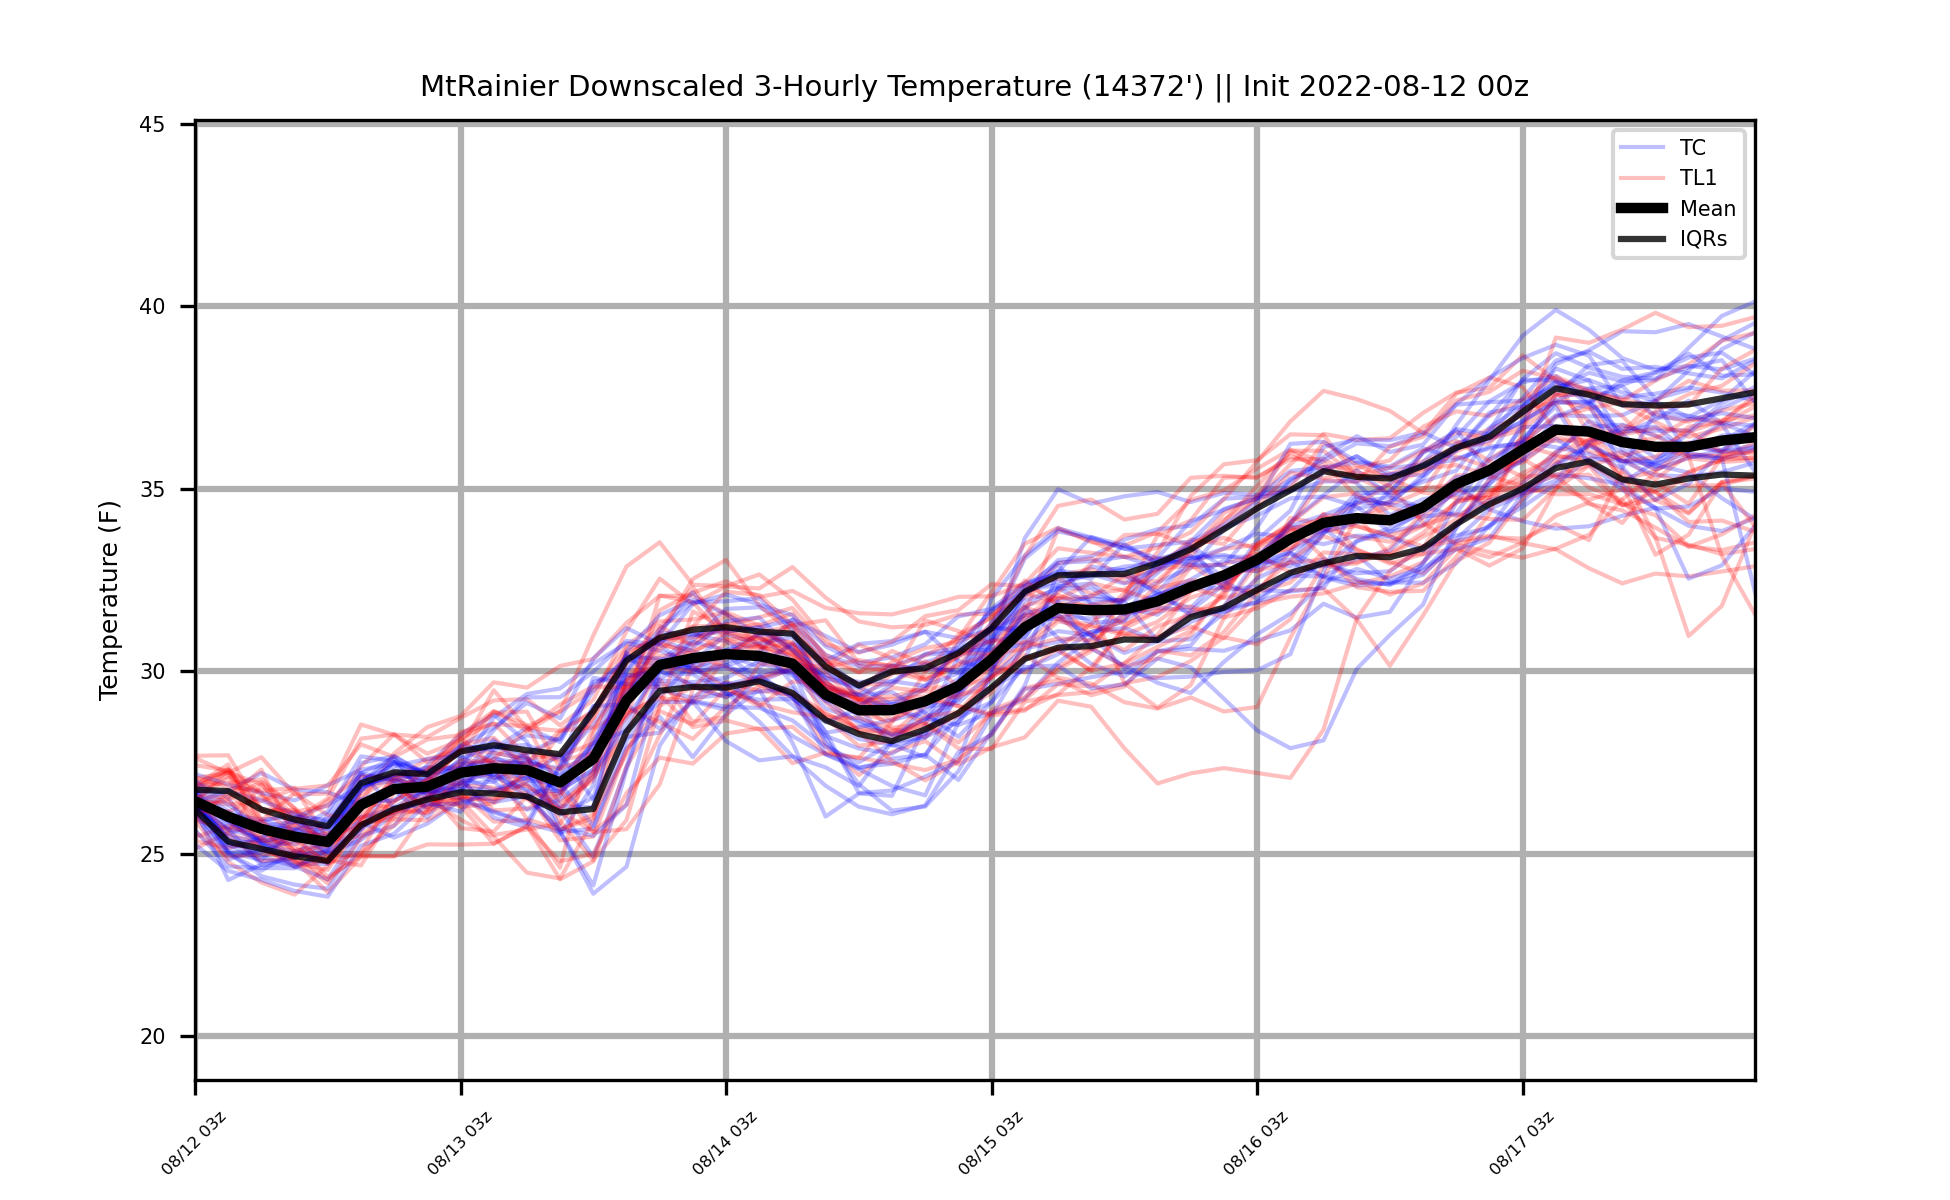 MtRainier Downscaled 3-Hourly Temperature (14372') || Init 2022-08-12 00z
TC
TL1
Mean
IQRs
Temperature (F)
45
40
35
30
25
20
08/12 03z
08/13 03z
08/14 03z
08/15 03z
08/16 03z
08/17 03z